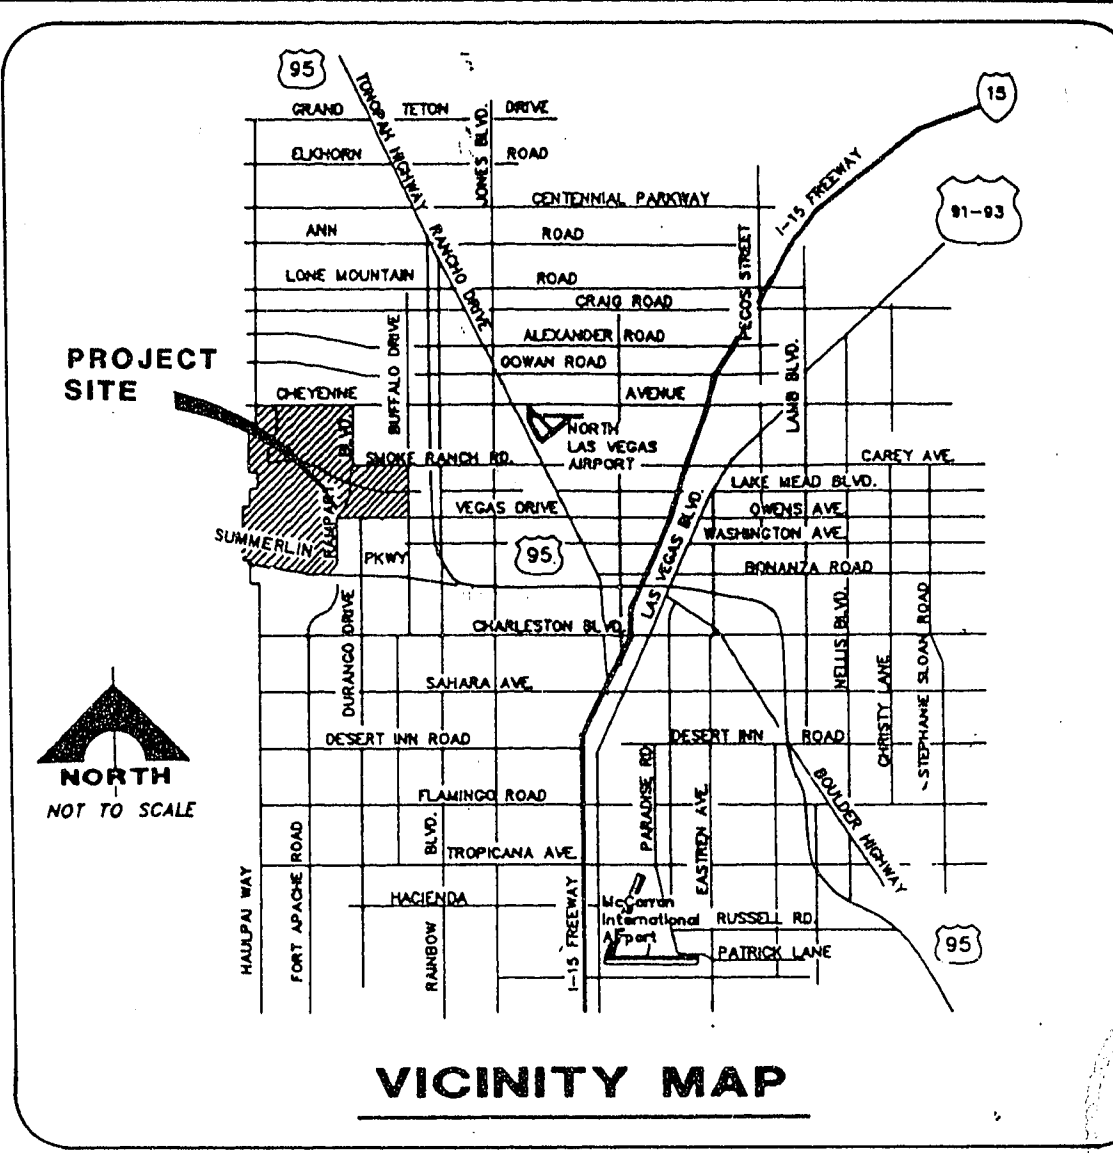 95
TONOPAH HIGHWAY
15
GRAND TETON DRIVE
JONES BLVD.
ELKHORN ROAD
I-15 FREEWAY
CENTENNIAL PARKWAY
91-93
ANN ROAD
RANCHO DRIVE
PECOS STREET
LONE MOUNTAIN ROAD
CRAIG ROAD
BUFFALO DRIVE
ALEXANDER ROAD
PROJECT
SITE
GOWAN ROAD
LAMB BLVD.
CHEYENNE AVENUE
BLVD.
NORTH
LAS VEGAS
AIRPORT
SMOKE RANCH RD.
CAREY AVE.
LAKE MEAD BLVD.
RAMPART
VEGAS DRIVE
OWENS AVE.
LAS VEGAS BLVD.
WASHINGTON AVE.
SUMMERLIN
PKWY
95
BONANZA ROAD
DURANGO DRIVE
CHARLESTON BLVD.
NELLIS BLVD.
STEPHANIE SLOAN ROAD
CHRISTY LANE
SAHARA AVE.
DESERT INN ROAD
DESERT INN ROAD
NORTH
NOT TO SCALE
PARADISE RD
FLAMINGO ROAD
EASTREN AVE.
BOULDER HIGHWAY
BLVD.
TROPICANA AVE.
HAULPAI WAY
FORT APACHE ROAD
HACIENDA
RAINBOW
I-15 FREEWAY
McCarran
International
Airport
RUSSELL RD.
PATRICK LANE
95
VICINITY MAP